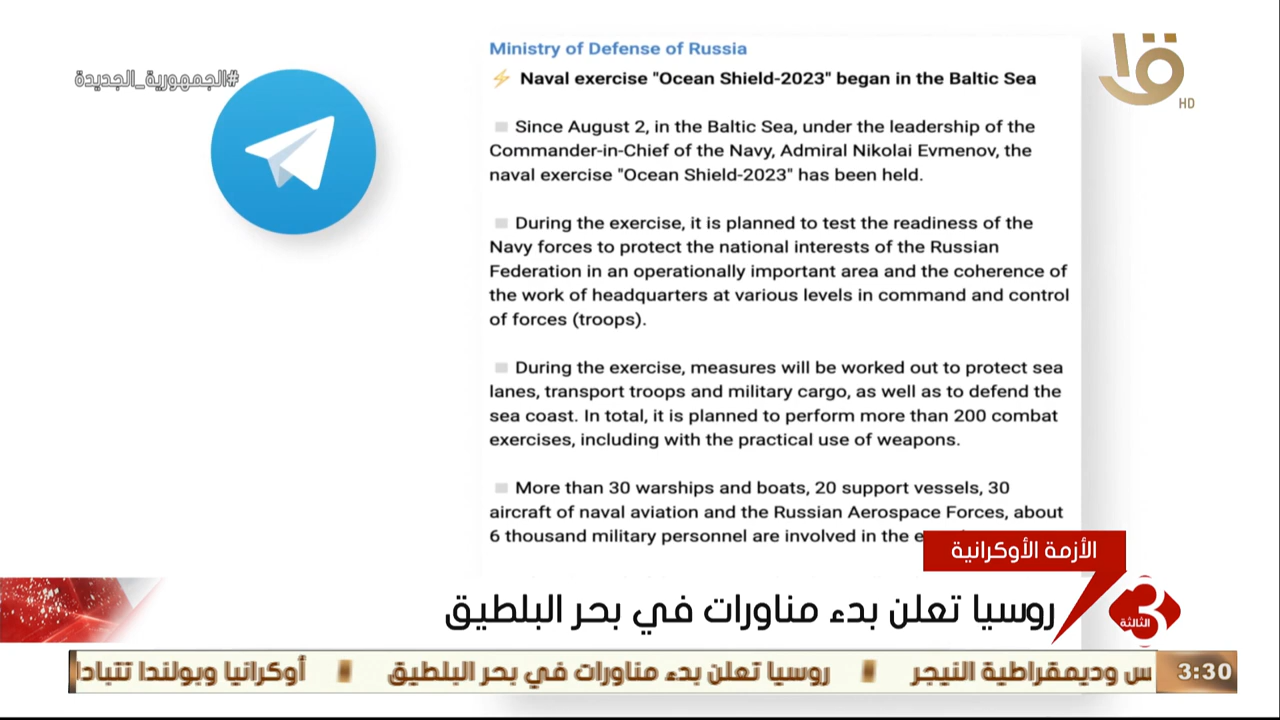 #الجمهورية_الجديدة
Ministry of Defense of Russia
⚡ Naval exercise "Ocean Shield-2023" began in the Baltic Sea
Since August 2, in the Baltic Sea, under the leadership of the
Commander-in-Chief of the Navy, Admiral Nikolai Evmenov, the
naval exercise "Ocean Shield-2023" has been held.
During the exercise, it is planned to test the readiness of the
Navy forces to protect the national interests of the Russian
Federation in an operationally important area and the coherence of
the work of headquarters at various levels in command and control
of forces (troops).
During the exercise, measures will be worked out to protect sea
lanes, transport troops and military cargo, as well as to defend the
sea coast. In total, it is planned to perform more than 200 combat
exercises, including with the practical use of weapons.
More than 30 warships and boats, 20 support vessels, 30
aircraft of naval aviation and the Russian Aerospace Forces, about
6 thousand military personnel are involved in the
HD
الأزمة الأوكرانية
روسيا تعلن بدء مناورات في بحر البلطيق
3 الثالثة
3:30
س وديمقراطية النيجر
روسيا تعلن بدء مناورات في بحر البلطيق
أوكرانيا وبولندا تتبادل